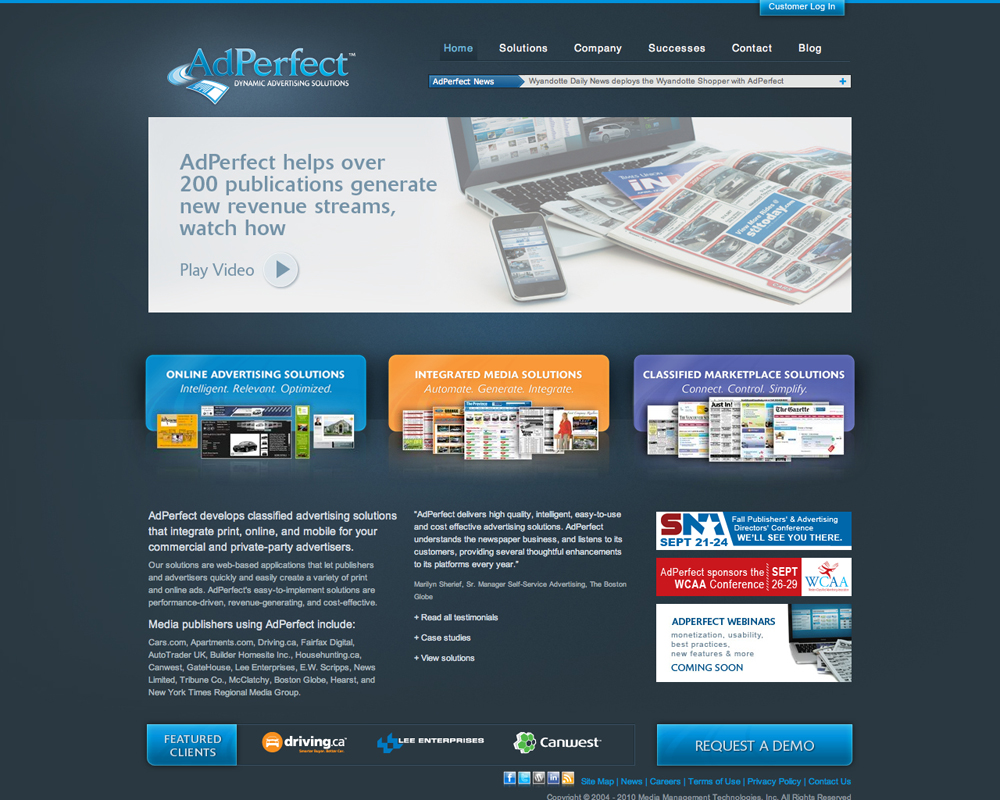 Customer Log In
AdPerfect™
DYNAMIC ADVERTISING SOLUTIONS
Home Solutions Company Successes Contact Blog
AdPerfect News Wyandotte Daily News deploys the Wyandotte Shopper with AdPerfect +
AdPerfect helps over
200 publications generate
new revenue streams,
watch how
Play Video
View More Rides @
stltoday.com
CARS
ONLINE ADVERTISING SOLUTIONS
Intelligent. Relevant. Optimized.
INTEGRATED MEDIA SOLUTIONS
Automate. Generate. Integrate.
The Province
CLASSIFIED MARKETPLACE SOLUTIONS
Connect. Control. Simplify.
Just In!
The Gazette
AdPerfect develops classified advertising solutions
that integrate print, online, and mobile for your
commercial and private-party advertisers.
Our solutions are web-based applications that let publishers
and advertisers quickly and easily create a variety of print
and online ads. AdPerfect's easy-to-implement solutions are
performance-driven, revenue-generating, and cost-effective.
Media publishers using AdPerfect include:
Cars.com, Apartments.com, Driving.ca, Fairfax Digital,
AutoTrader UK, Builder Homesite Inc., Househunting.ca,
Canwest, GateHouse, Lee Enterprises, E.W. Scripps, News
Limited, Tribune Co., McClatchy, Boston Globe, Hearst, and
New York Times Regional Media Group.
"AdPerfect delivers high quality, intelligent, easy-to-use
and cost effective advertising solutions. AdPerfect
understands the newspaper business, and listens to its
customers, providing several thoughtful enhancements
to its platforms every year."
Marilyn Sherief, Sr. Manager Self-Service Advertising, The Boston
Globe
+ Read all testimonials
+ Case studies
+ View solutions
SNA
SEPT 21-24
Fall Publishers' & Advertising
Directors' Conference
WE'LL SEE YOU THERE.
AdPerfect sponsors the
WCAA Conference
SEPT
26-29
WCAA
ADPERFECT WEBINARS
monetization, usability,
best practices,
new features & more
COMING SOON
FEATURED
CLIENTS
driving.ca
LEE ENTERPRISES
Canwest
REQUEST A DEMO
Site Map | News | Careers | Terms of Use | Privacy Policy | Contact Us
Copyright © 2004 - 2010 Media Management Technologies, Inc. All Rights Reserved